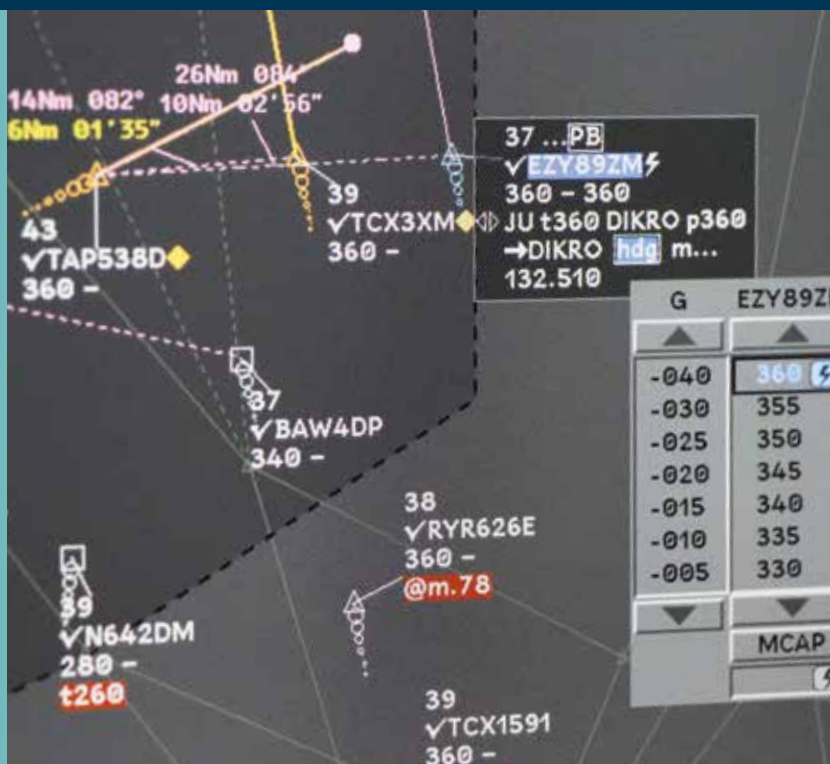 26Nm 084°
14Nm 082° 10Nm 02'56"
6Nm 01'35"
43
✓TAP538D
360 -
39
✓TCX3XM
360 -
37 ...PB
✓EZY89ZM
360 - 360
JU t360 DIKRO p360
→DIKRO hdg m...
132.510
37
✓BAW4DP
340 -
38
✓RYR626E
360 -
@m.78
39
✓N642DM
280 -
t260
39
✓TCX1591
360 -
G EZY89Z
-040 360
-030 355
-025 350
-020 345
-015 340
-010 335
-005 330
MCAP